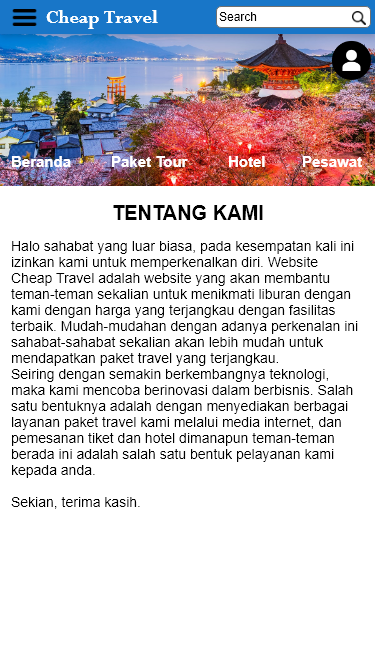 Cheap Travel
Search
Beranda Paket Tour Hotel Pesawat
TENTANG KAMI
Halo sahabat yang luar biasa, pada kesempatan kali ini
izinkan kami untuk memperkenalkan diri. Website
Cheap Travel adalah website yang akan membantu
teman-teman sekalian untuk menikmati liburan dengan
kami dengan harga yang terjangkau dengan fasilitas
terbaik. Mudah-mudahan dengan adanya perkenalan ini
sahabat-sahabat sekalian akan lebih mudah untuk
mendapatkan paket travel yang terjangkau.
Seiring dengan semakin berkembangnya teknologi,
maka kami mencoba berinovasi dalam berbisnis. Salah
satu bentuknya adalah dengan menyediakan berbagai
layanan paket travel kami melalui media internet, dan
pemesanan tiket dan hotel dimanapun teman-teman
berada ini adalah salah satu bentuk pelayanan kami
kepada anda.
Sekian, terima kasih.